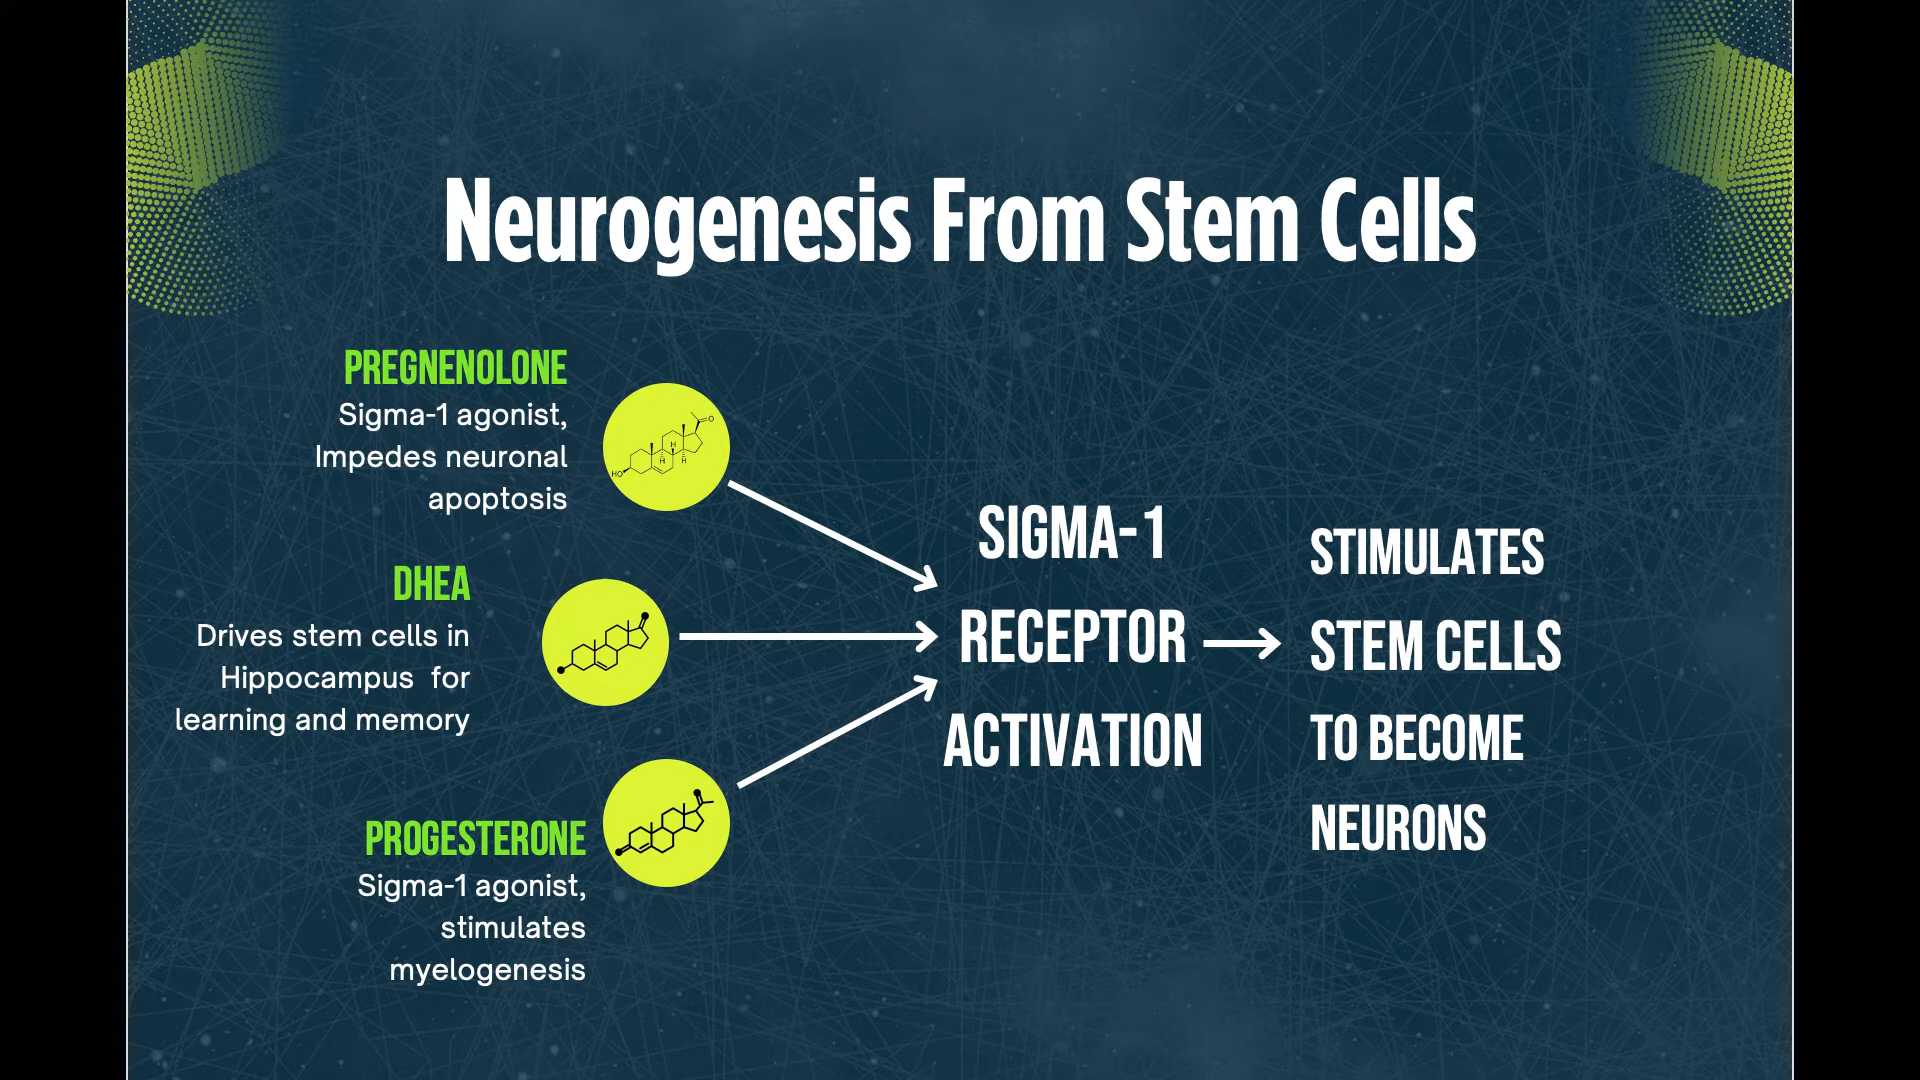 Neurogenesis From Stem Cells
PREGNENOLONE
Sigma-1 agonist,
Impedes neuronal
apoptosis
HO
H
H
H
O
DHEA
Drives stem cells in
Hippocampus for
learning and memory
PROGESTERONE
Sigma-1 agonist,
stimulates
myelogenesis
SIGMA-1
RECEPTOR
ACTIVATION
STIMULATES
STEM CELLS
TO BECOME
NEURONS